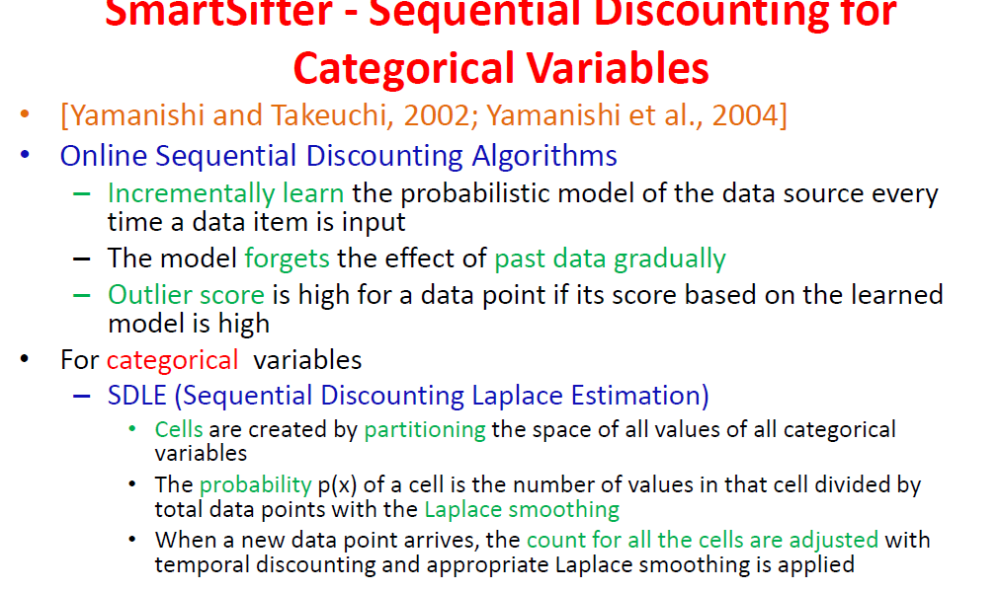 SmartSifter - Sequential Discounting for
Categorical Variables
• [Yamanishi and Takeuchi, 2002; Yamanishi et al., 2004]
• Online Sequential Discounting Algorithms
– Incrementally learn the probabilistic model of the data source every
time a data item is input
– The model forgets the effect of past data gradually
– Outlier score is high for a data point if its score based on the learned
model is high
• For categorical variables
– SDLE (Sequential Discounting Laplace Estimation)
• Cells are created by partitioning the space of all values of all categorical
variables
• The probability p(x) of a cell is the number of values in that cell divided by
total data points with the Laplace smoothing
• When a new data point arrives, the count for all the cells are adjusted with
temporal discounting and appropriate Laplace smoothing is applied